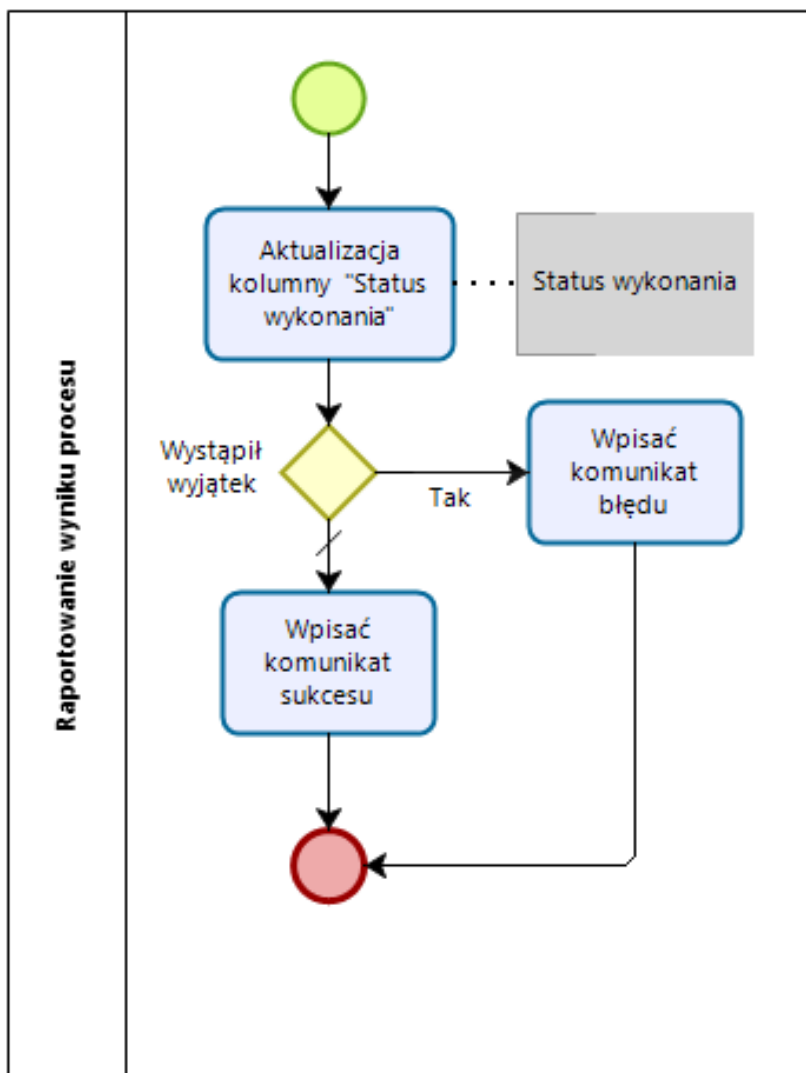 Raportowanie wyniku procesu
Aktualizacja
kolumny "Status
wykonania"
Status wykonania
Wystąpił
wyjątek
Tak
Wpisać
komunikat
błędu
Wpisać
komunikat
sukcesu